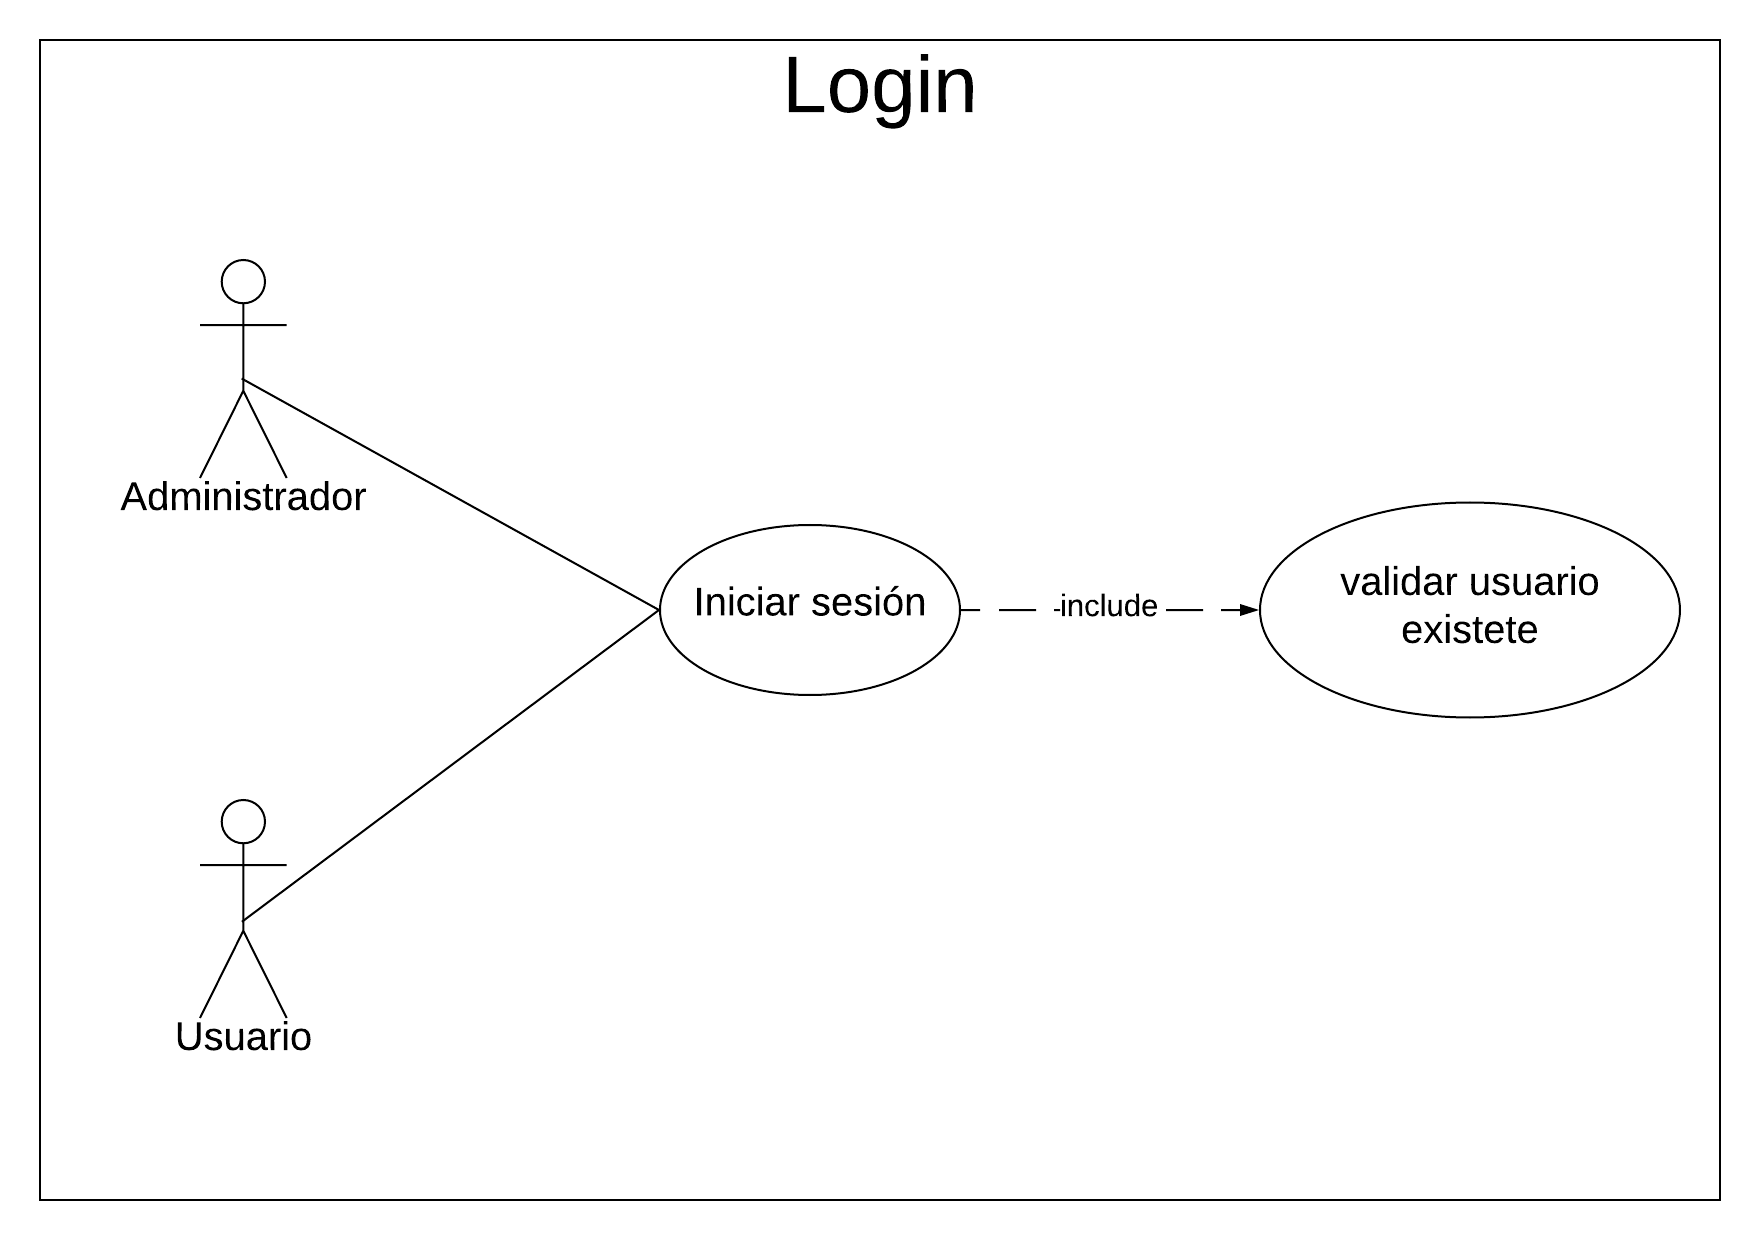 Login
Administrador
Iniciar sesión
include
validar usuario
existete
Usuario